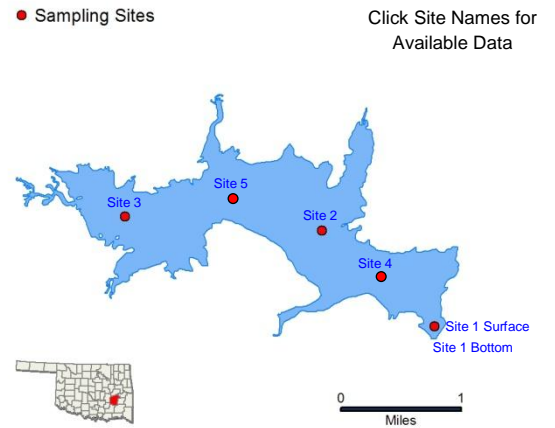 Sampling Sites
Click Site Names for
Available Data
Site 5
Site 3
Site 2
Site 4
Site 1 Surface
Site 1 Bottom
0 1
Miles